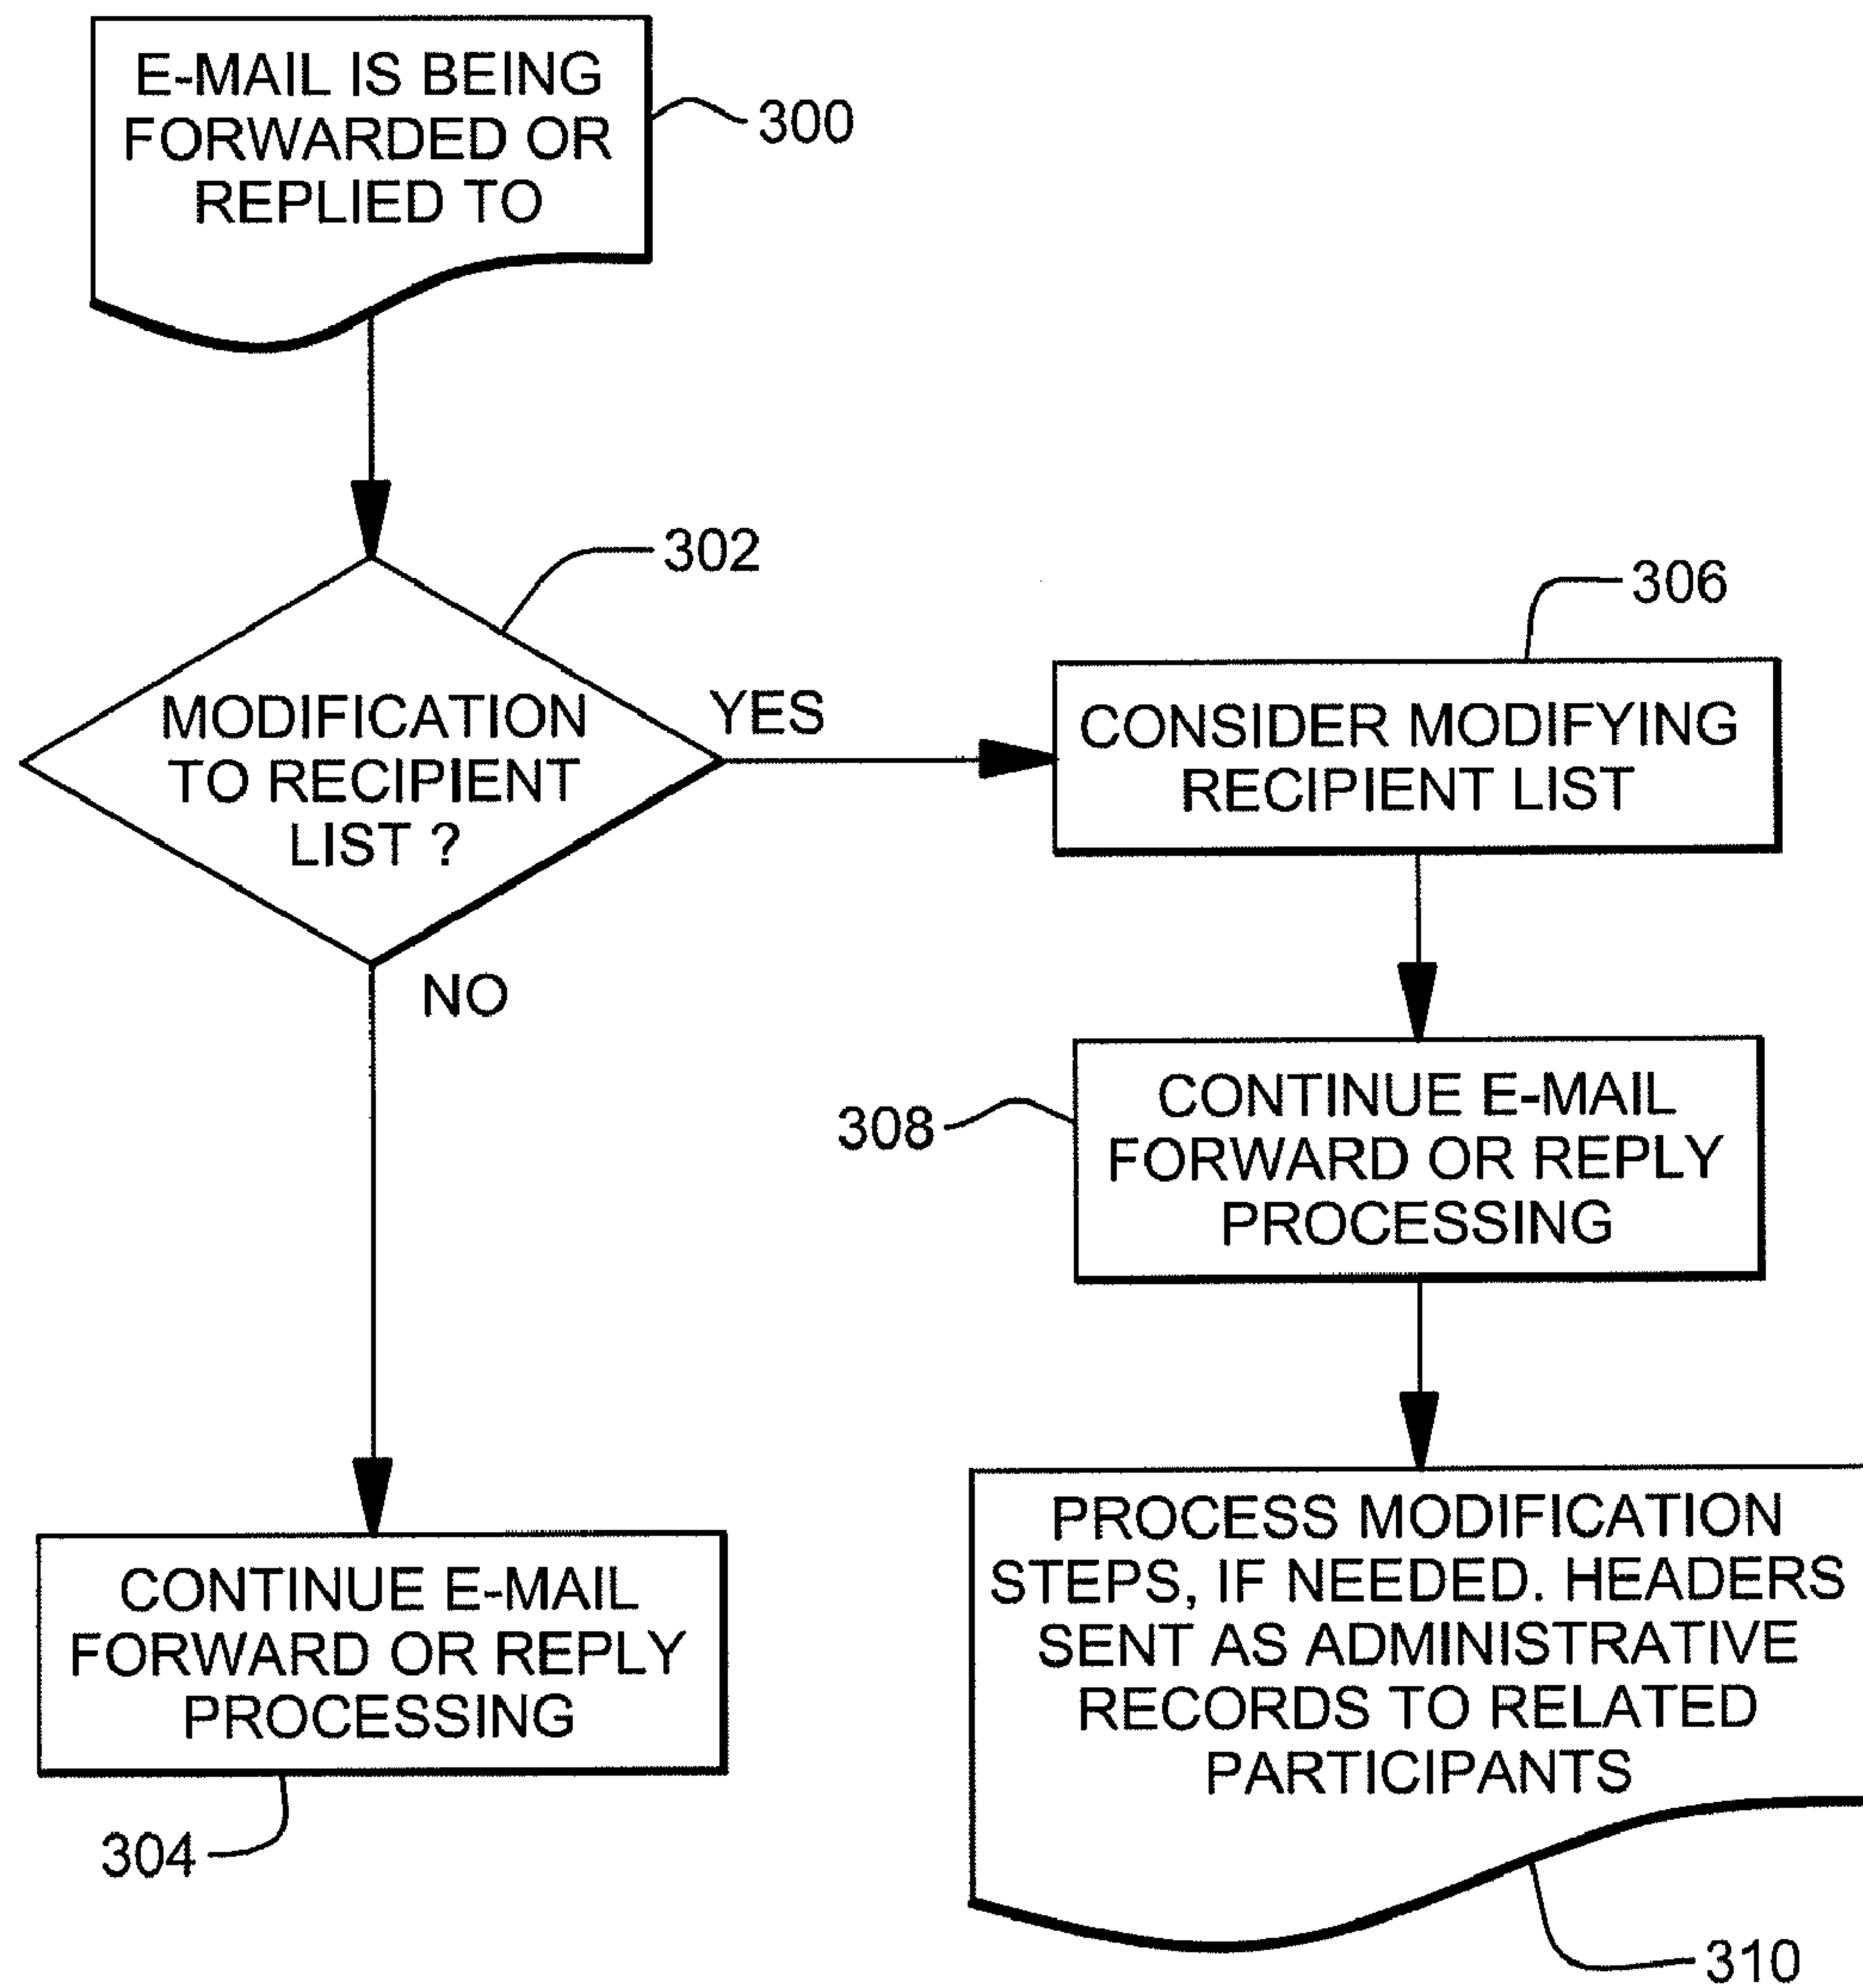 E-MAIL IS BEING
FORWARDED OR
REPLIED TO
300
302
MODIFICATION
TO RECIPIENT
LIST ?
YES
NO
306
CONSIDER MODIFYING
RECIPIENT LIST
308
CONTINUE E-MAIL
FORWARD OR REPLY
PROCESSING
CONTINUE E-MAIL
FORWARD OR REPLY
PROCESSING
304
PROCESS MODIFICATION
STEPS, IF NEEDED. HEADERS
SENT AS ADMINISTRATIVE
RECORDS TO RELATED
PARTICIPANTS
310